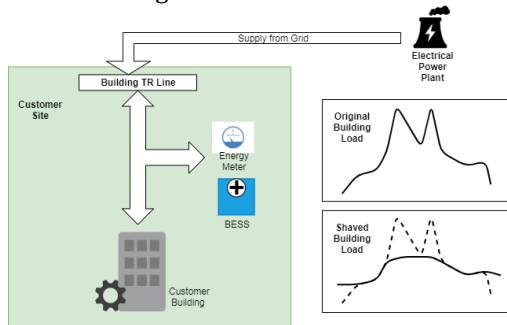 Supply from Grid
Electrical
Power
Plant
Building TR Line
Customer
Site
Energy
Meter
BESS
Customer
Building
Original
Building
Load
Shaved
Building
Load